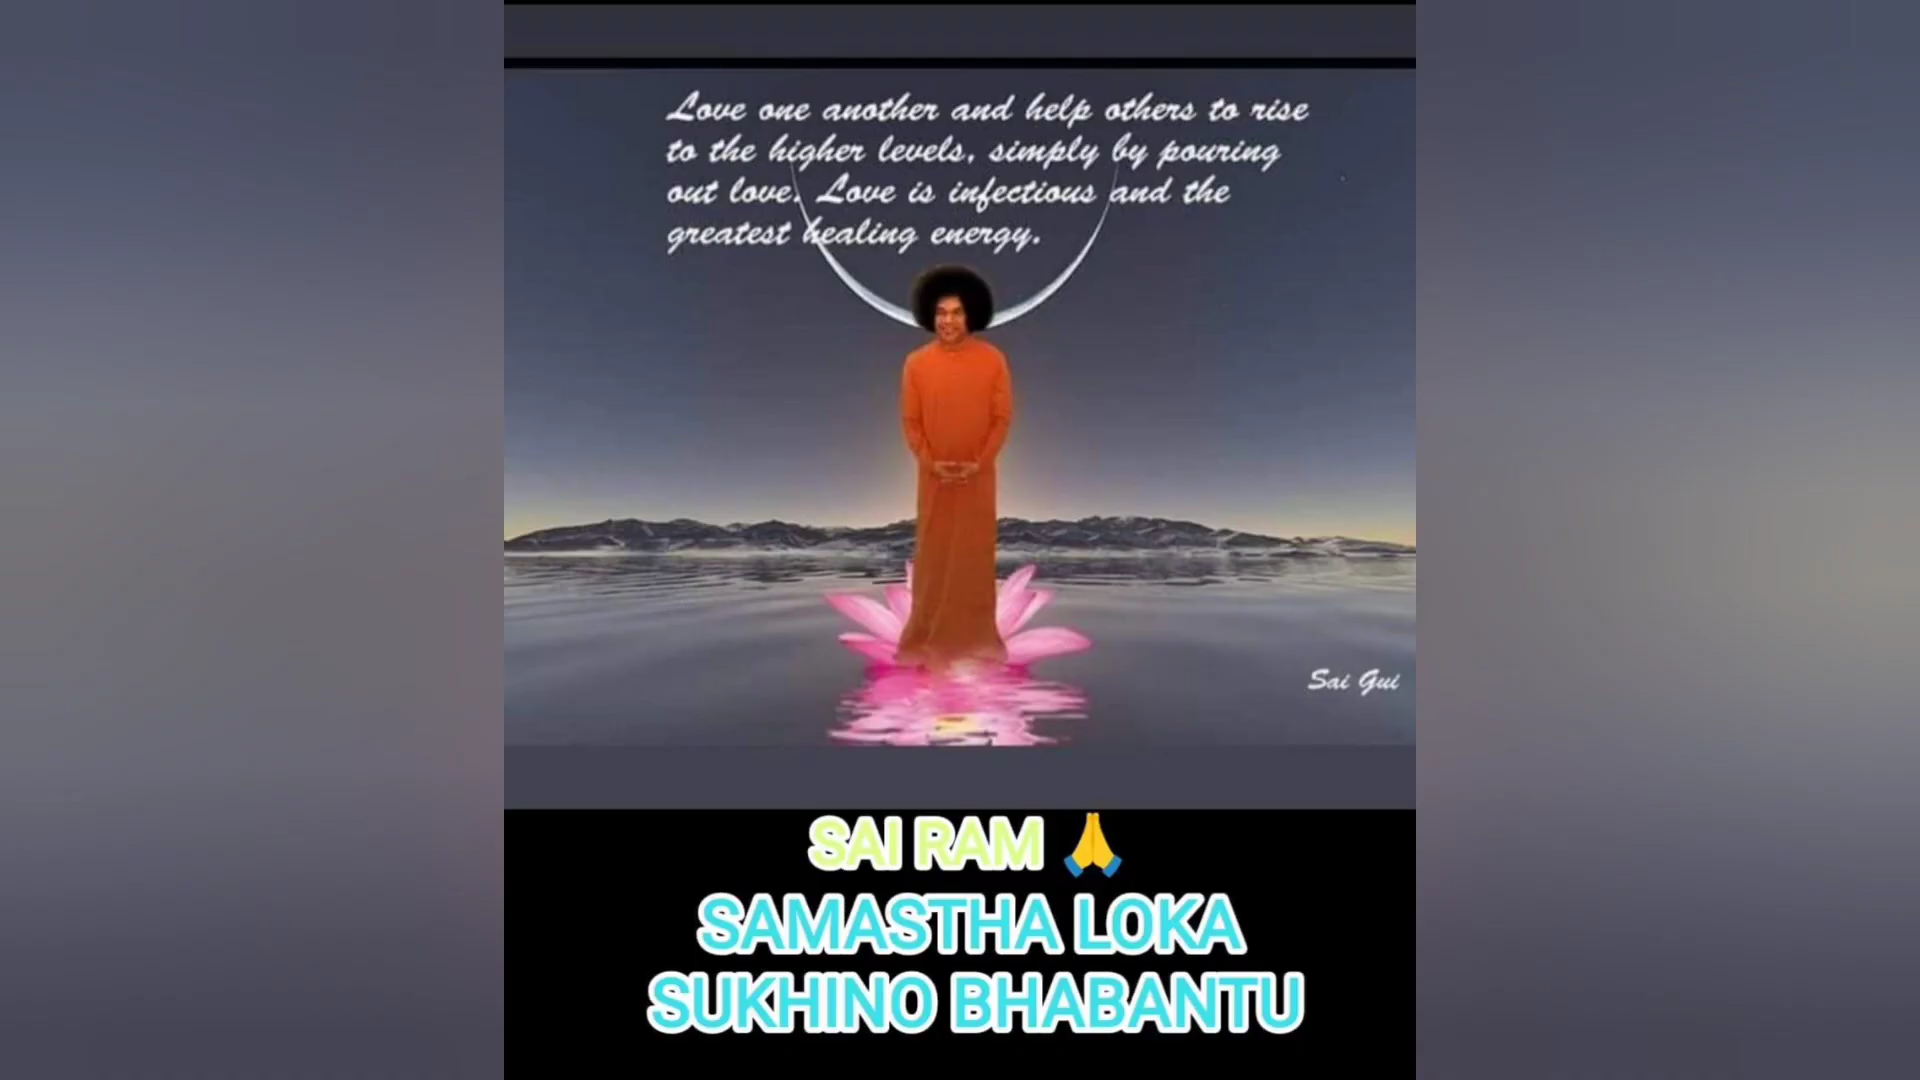 Love one another and help others to rise
to the higher levels, simply by pouring
out love. Love is infectious and the
greatest healing energy.
Sai Gui
SAI RAM 🙏
SAMASTHA LOKA
SUKHINO BHABANTU